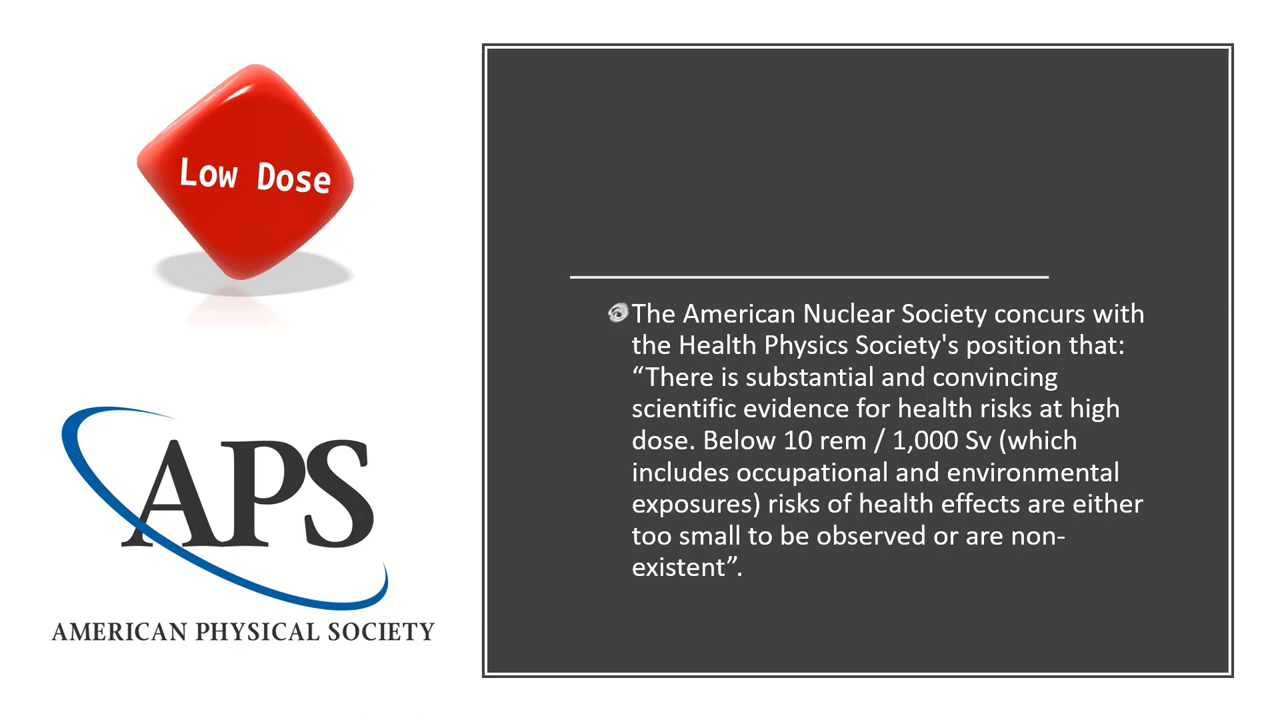 Low Dose
APS
AMERICAN PHYSICAL SOCIETY
The American Nuclear Society concurs with
the Health Physics Society's position that:
“There is substantial and convincing
scientific evidence for health risks at high
dose. Below 10 rem / 1,000 Sv (which
includes occupational and environmental
exposures) risks of health effects are either
too small to be observed or are non-
existent”.